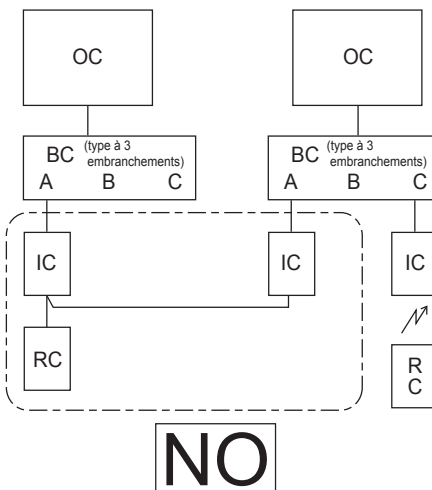 OC OC
BC (type à 3 embranchements) BC (type à 3 embranchements)
A B C A B C
IC IC IC
RC R
C
NO